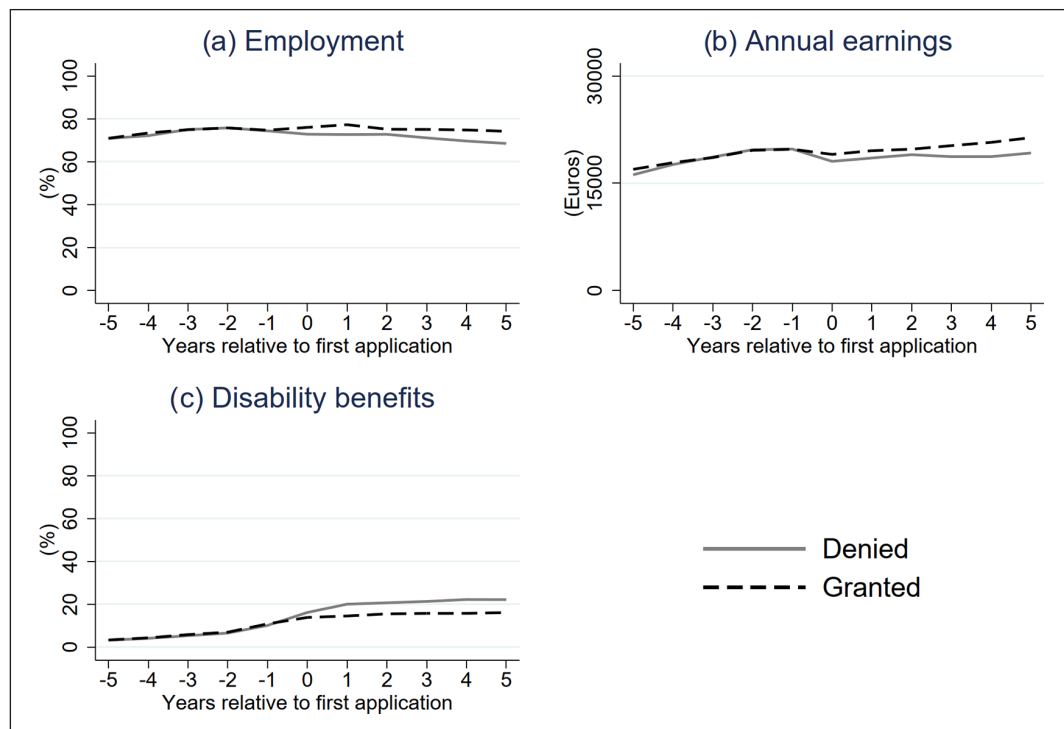 (a) Employment
100
80
60
40
20
0
(%)
-5 -4 -3 -2 -1 0 1 2 3 4 5
Years relative to first application
(b) Annual earnings
30000
15000
0
(Euros)
-5 -4 -3 -2 -1 0 1 2 3 4 5
Years relative to first application
(c) Disability benefits
100
80
60
40
20
0
(%)
-5 -4 -3 -2 -1 0 1 2 3 4 5
Years relative to first application
Denied
Granted